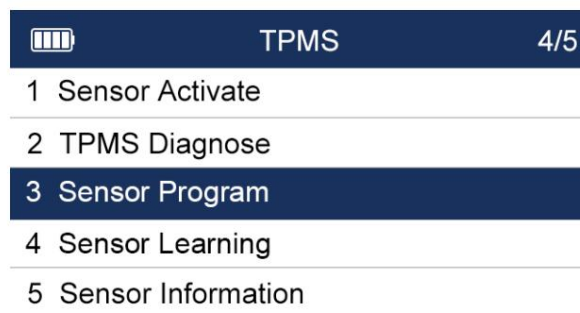 TPMS 4/5
1 Sensor Activate
2 TPMS Diagnose
3 Sensor Program
4 Sensor Learning
5 Sensor Information